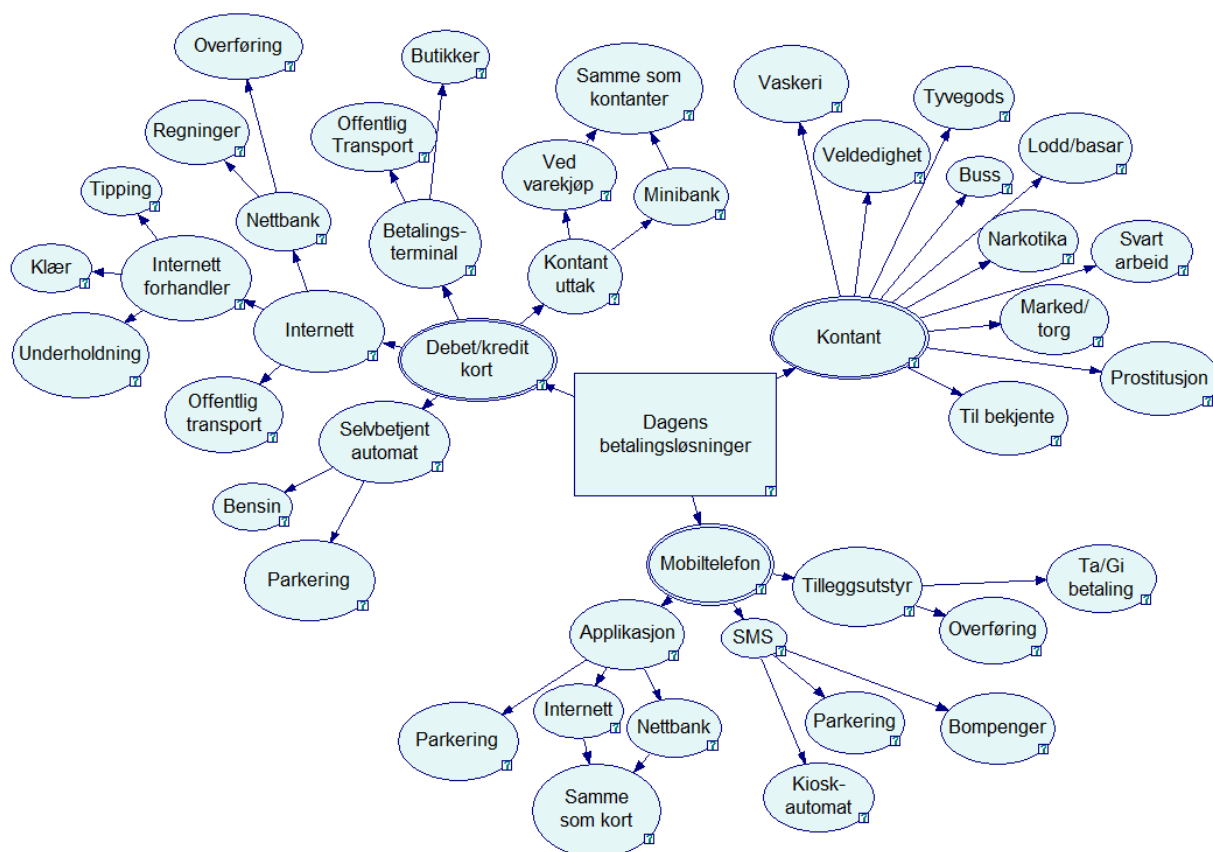 Overføring
Butikker
Samme som
kontanter
Vaskeri
Tyvegods
Regninger
Offentlig
Transport
Ved
varekjøp
Veldedighet
Lodd/basar
Buss
Tipping
Nettbank
Betalings-
terminal
Minibank
Narkotika
Svart
arbeid
Klær
Internett
forhandler
Kontant
uttak
Marked/
torg
Internett
Debet/kredit
kort
Kontant
Underholdning
Prostitusjon
Offentlig
transport
Dagens
betalingsløsninger
Til bekjente
Selvbetjent
automat
Bensin
Parkering
Mobiltelefon
Tilleggsutstyr
Ta/Gi
betaling
Applikasjon
SMS
Overføring
Internett
Nettbank
Parkering
Parkering
Bompenger
Samme
som kort
Kiosk-
automat